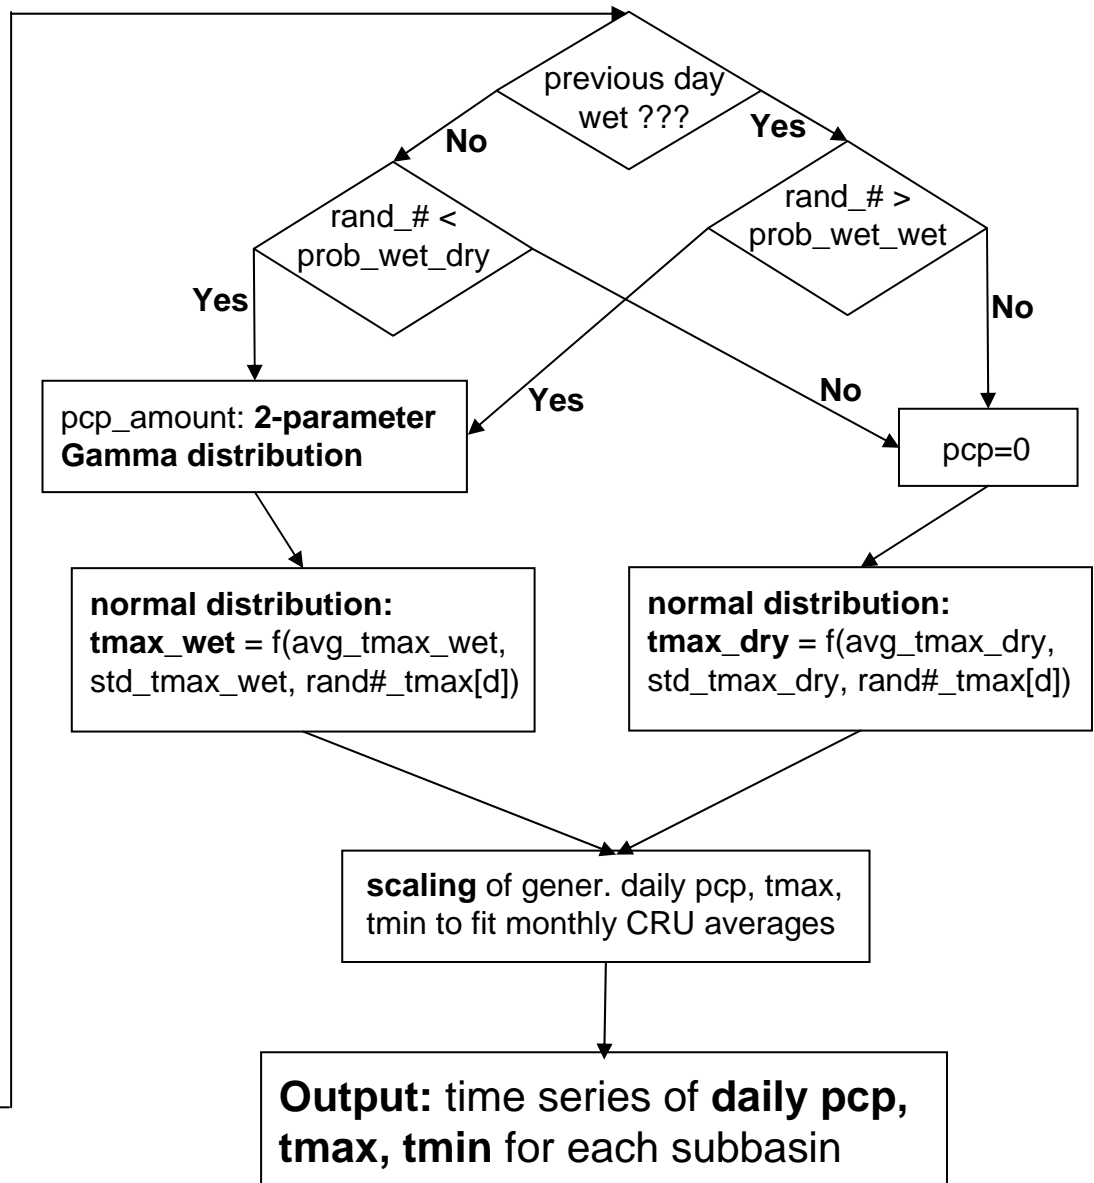 previous day
wet ???
No
Yes
rand_# <
prob_wet_dry
rand_# >
prob_wet_wet
Yes
No
Yes
No
pcp_amount: 2-parameter
Gamma distribution
pcp=0
normal distribution:
tmax_wet = f(avg_tmax_wet,
std_tmax_wet, rand#_tmax[d])
normal distribution:
tmax_dry = f(avg_tmax_dry,
std_tmax_dry, rand#_tmax[d])
scaling of gener. daily pcp, tmax,
tmin to fit monthly CRU averages
Output: time series of daily pcp,
tmax, tmin for each subbasin